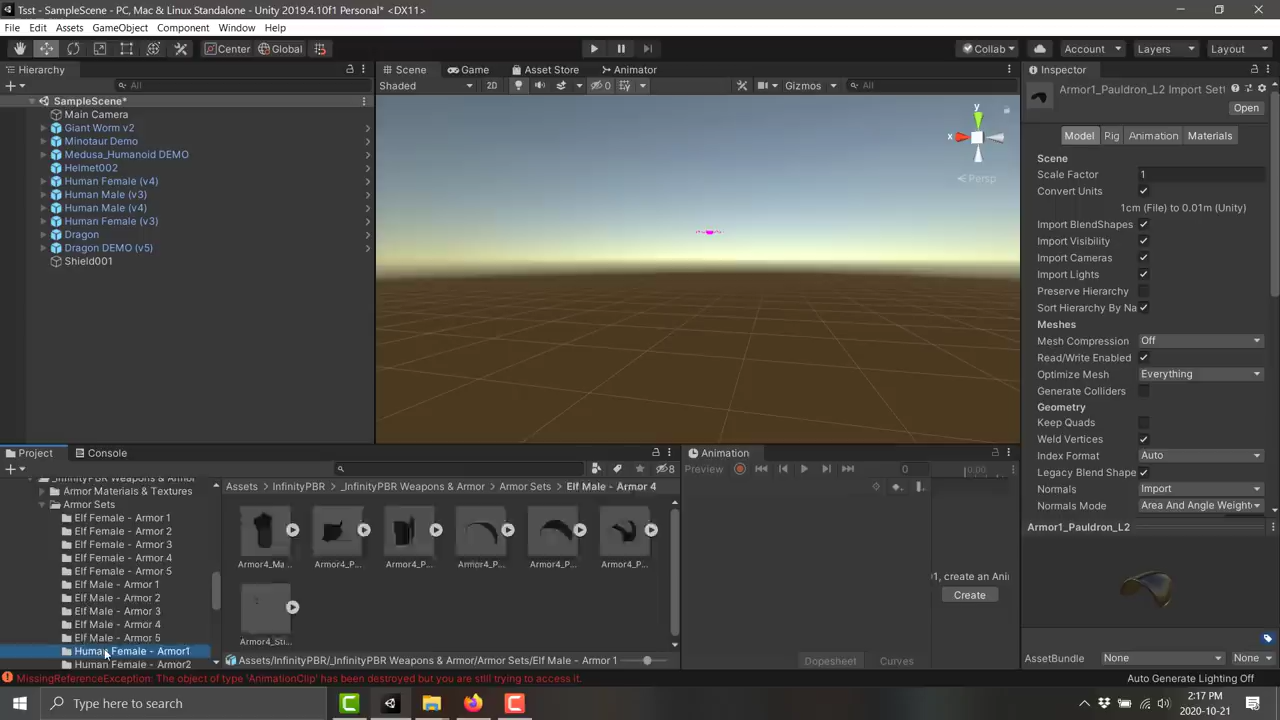 Tsst - SampleScene - PC, Mac & Linux Standalone - Unity 2019.4.10f1 Personal* <DX11>
File Edit Assets GameObject Component Window Help
Center Global Collab Account Layers Layout
Hierarchy
All
SampleScene*
Main Camera
Giant Worm v2
Minotaur Demo
Medusa_Humanoid DEMO
Helmet002
Human Female (v4)
Human Male (v3)
Human Male (v4)
Human Female (v3)
Dragon
Dragon DEMO (v5)
Shield001
Scene Game Asset Store Animator
Shaded 2D 0 Gizmos All
y
x
Persp
Inspector
Armor1_Pauldron_L2 Import Sett
Open
Model Rig Animation Materials
Scene
Scale Factor 1
Convert Units
1cm (File) to 0.01m (Unity)
Import BlendShapes
Import Visibility
Import Cameras
Import Lights
Preserve Hierarchy
Sort Hierarchy By Na
Meshes
Mesh Compression Off
Read/Write Enabled
Optimize Mesh Everything
Generate Colliders
Geometry
Keep Quads
Weld Vertices
Index Format Auto
Legacy Blend Shape
Normals Import
Normals Mode Area And Angle Weight
Armor1_Pauldron_L2
AssetBundle None None
Project Console
8
_InfinityPBR Weapons & Armor
Armor Materials & Textures
Armor Sets
Elf Female - Armor 1
Elf Female - Armor 2
Elf Female - Armor 3
Elf Female - Armor 4
Elf Female - Armor 5
Elf Male - Armor 1
Elf Male - Armor 2
Elf Male - Armor 3
Elf Male - Armor 4
Elf Male - Armor 5
Human Female - Armor1
Human Female - Armor2
Assets InfinityPBR _InfinityPBR Weapons & Armor Armor Sets Elf Male - Armor 4
Armor4_Ma... Armor4_P... Armor4_P... Armor4_P... Armor4_P... Armor4_P...
Armor4_Sti...
Assets/InfinityPBR/_InfinityPBR Weapons & Armor/Armor Sets/Elf Male - Armor 1
Animation
Preview 0 0:00
1, create an Ani
Create
Dopesheet Curves
MissingReferenceException: The object of type 'AnimationClip' has been destroyed but you are still trying to access it.
Auto Generate Lighting Off
Type here to search
2:17 PM
2020-10-21